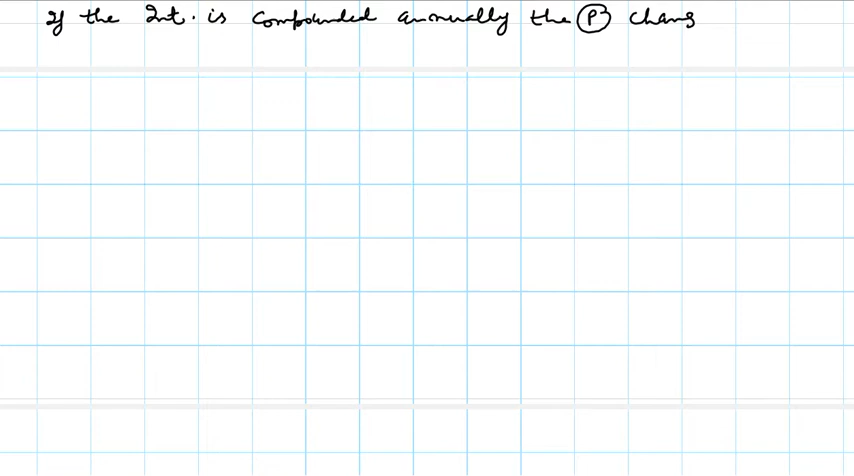 If the Int. is compounded annually the P chang